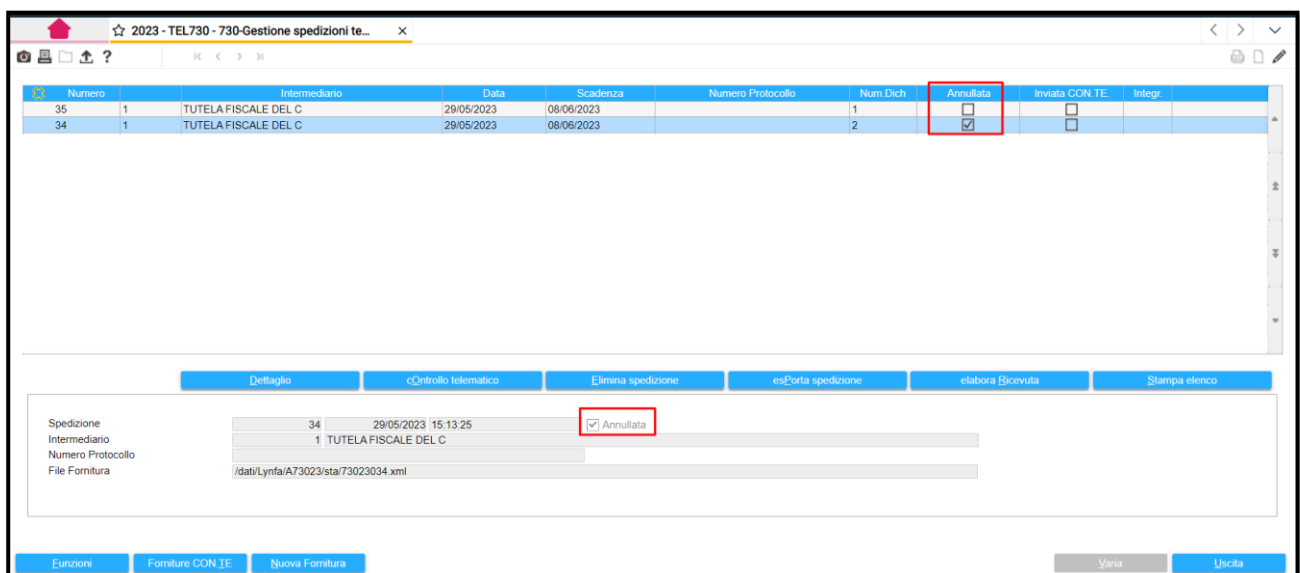 2023 - TEL730 - 730-Gestione spedizioni te...
?
Numero Intermediario Data Scadenza Numero Protocollo Num.Dich Annullata Inviata CON.TE. Integr.
35 1 TUTELA FISCALE DEL C 29/05/2023 08/06/2023 1
34 1 TUTELA FISCALE DEL C 29/05/2023 08/06/2023 2
Dettaglio cOntrollo telematico Elimina spedizione esPorta spedizione elabora Ricevuta Stampa elenco
Spedizione 34 29/05/2023 15:13:25 Annullata
Intermediario 1 TUTELA FISCALE DEL C
Numero Protocollo
File Fornitura /dati/Lynfa/A73023/sta/73023034.xml
Funzioni Forniture CON.TE Nuova Fornitura Varia Uscita